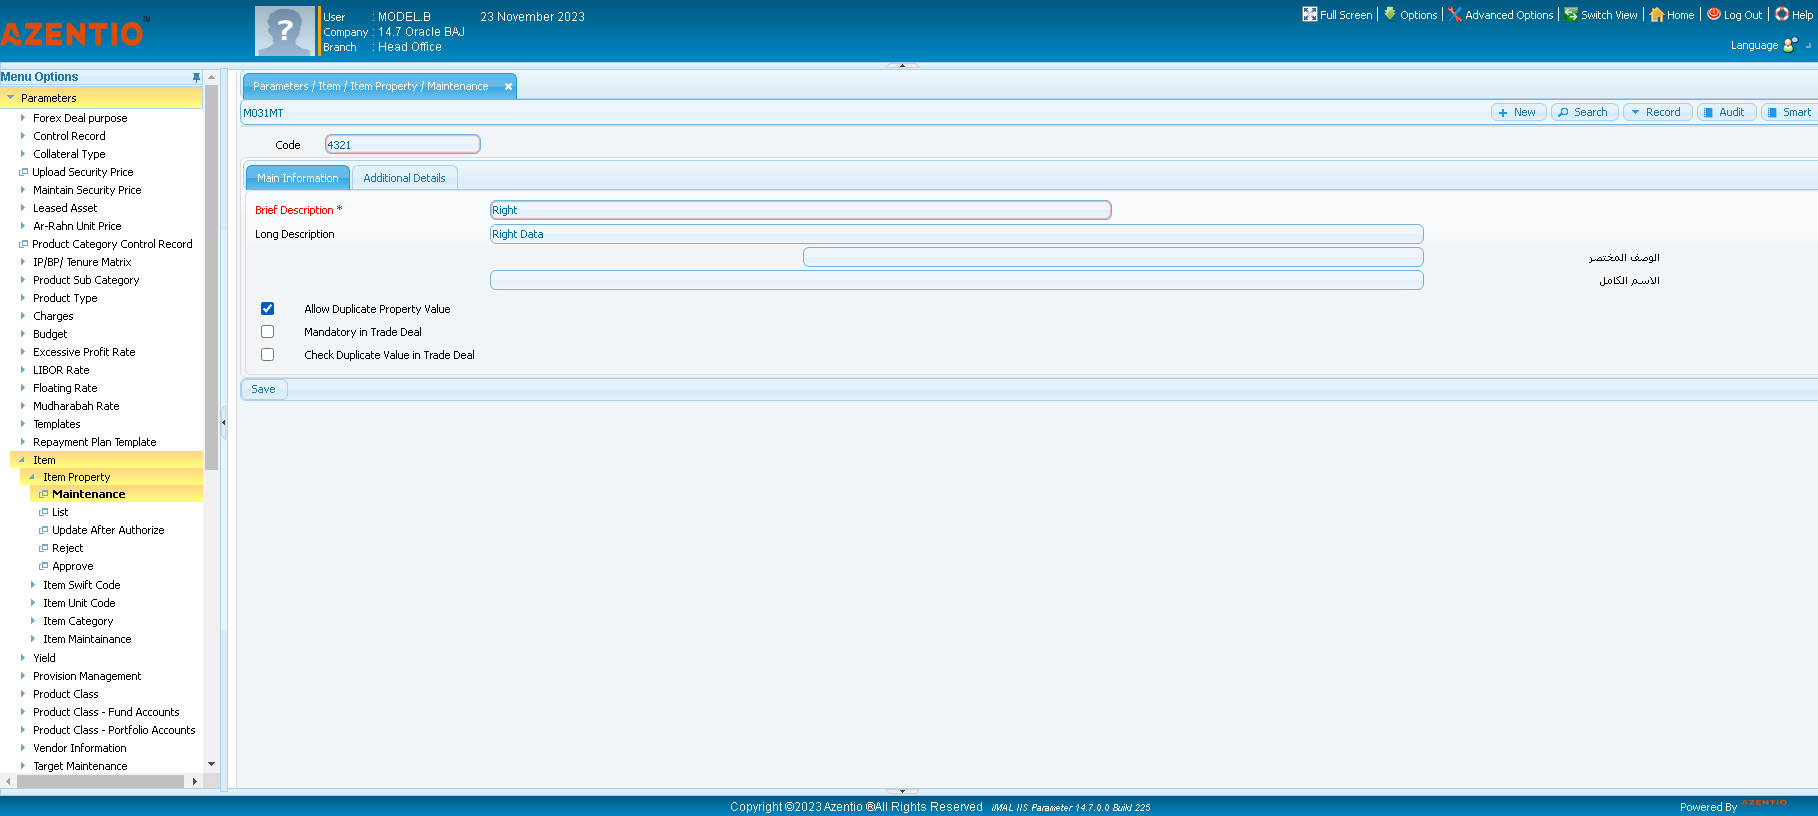 AZENTIO™
User : MODEL.B 23 November 2023
Company : 14.7 Oracle BAJ
Branch : Head Office
Full Screen Options Advanced Options Switch View Home Log Out Help
Language
Menu Options
Parameters
Forex Deal purpose
Control Record
Collateral Type
Upload Security Price
Maintain Security Price
Leased Asset
Ar-Rahn Unit Price
Product Category Control Record
IP/BP/ Tenure Matrix
Product Sub Category
Product Type
Charges
Budget
Excessive Profit Rate
LIBOR Rate
Floating Rate
Mudharabah Rate
Templates
Repayment Plan Template
Item
Item Property
Maintenance
List
Update After Authorize
Reject
Approve
Item Swift Code
Item Unit Code
Item Category
Item Maintainance
Yield
Provision Management
Product Class
Product Class - Fund Accounts
Product Class - Portfolio Accounts
Vendor Information
Target Maintenance
Parameters / Item / Item Property / Maintenance
M031MT
New Search Record Audit Smart
Code 4321
Main Information Additional Details
Brief Description * Right
Long Description Right Data
الوصف المختصر
الاسم الكامل
Allow Duplicate Property Value
Mandatory in Trade Deal
Check Duplicate Value in Trade Deal
Save
Copyright ©2023 Azentio ®All Rights Reserved iMAL IIS Parameter 14.7.0.0 Build 225
Powered By AZENTIO